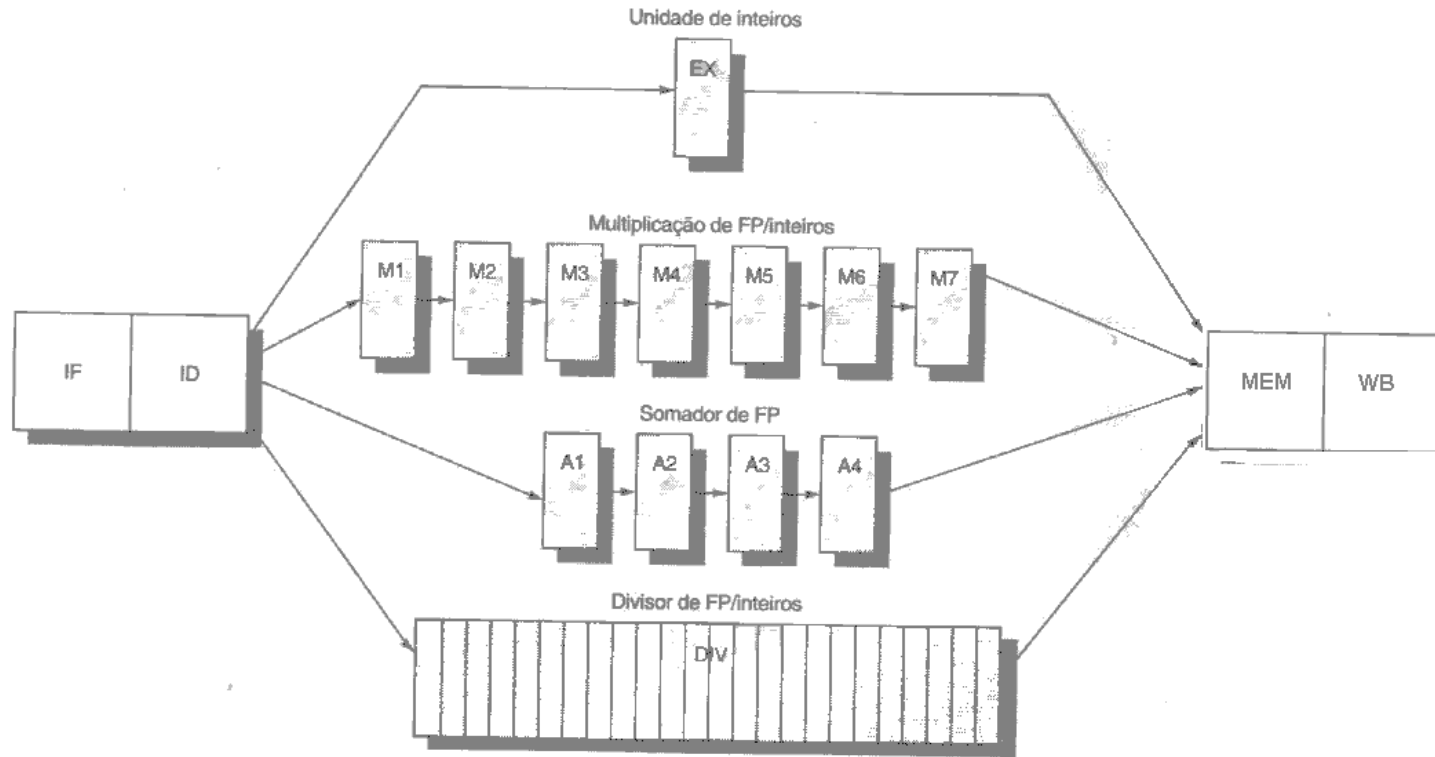 Unidade de inteiros
EX
Multiplicação de FP/inteiros
M1 M2 M3 M4 M5 M6 M7
IF ID
MEM WB
Somador de FP
A1 A2 A3 A4
Divisor de FP/inteiros
DIV